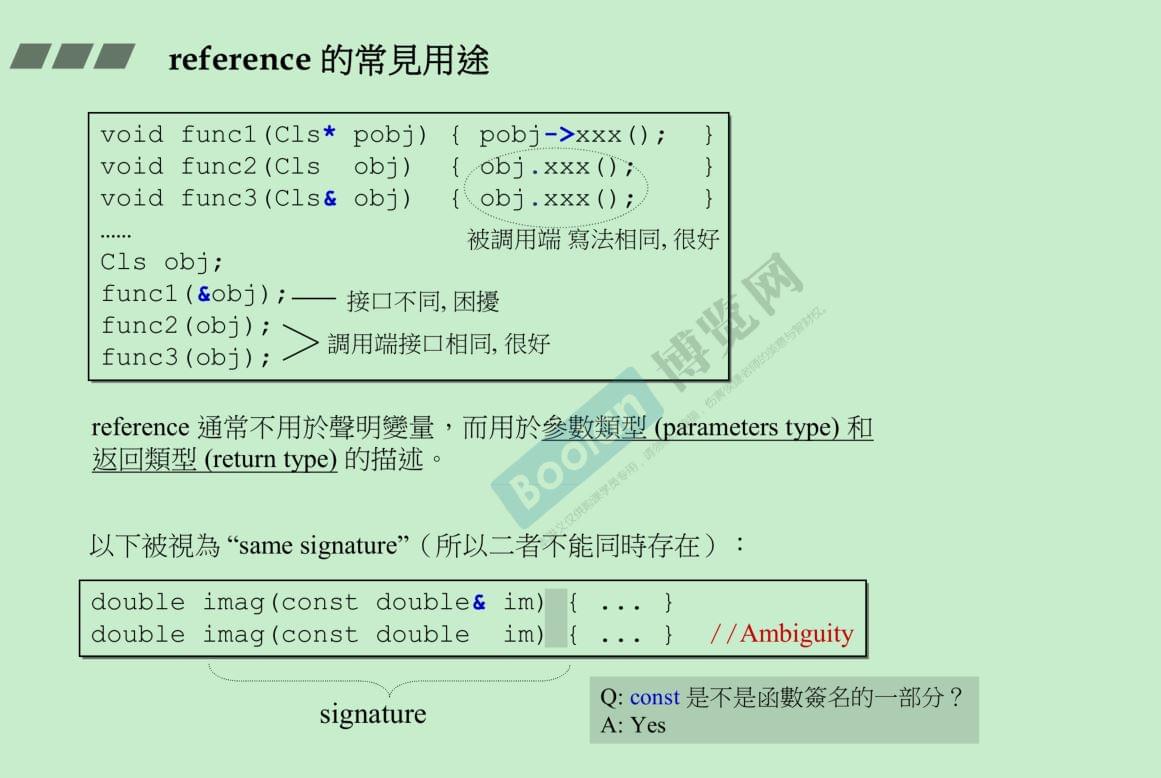 reference 的常見用途
void func1(Cls* pobj) { pobj->xxx(); }
void func2(Cls obj) { obj.xxx(); }
void func3(Cls& obj) { obj.xxx(); }
......
被調用端 寫法相同, 很好
Cls obj;
func1(&obj);
接口不同, 困擾
func2(obj);
調用端接口相同, 很好
func3(obj);
reference 通常不用於聲明變量，而用於參數類型 (parameters type) 和
返回類型 (return type) 的描述。
以下被視為 “same signature”（所以二者不能同時存在）：
double imag(const double& im) { ... }
double imag(const double im) { ... } //Ambiguity
signature
Q: const 是不是函數簽名的一部分？
A: Yes
Boolan
博览网